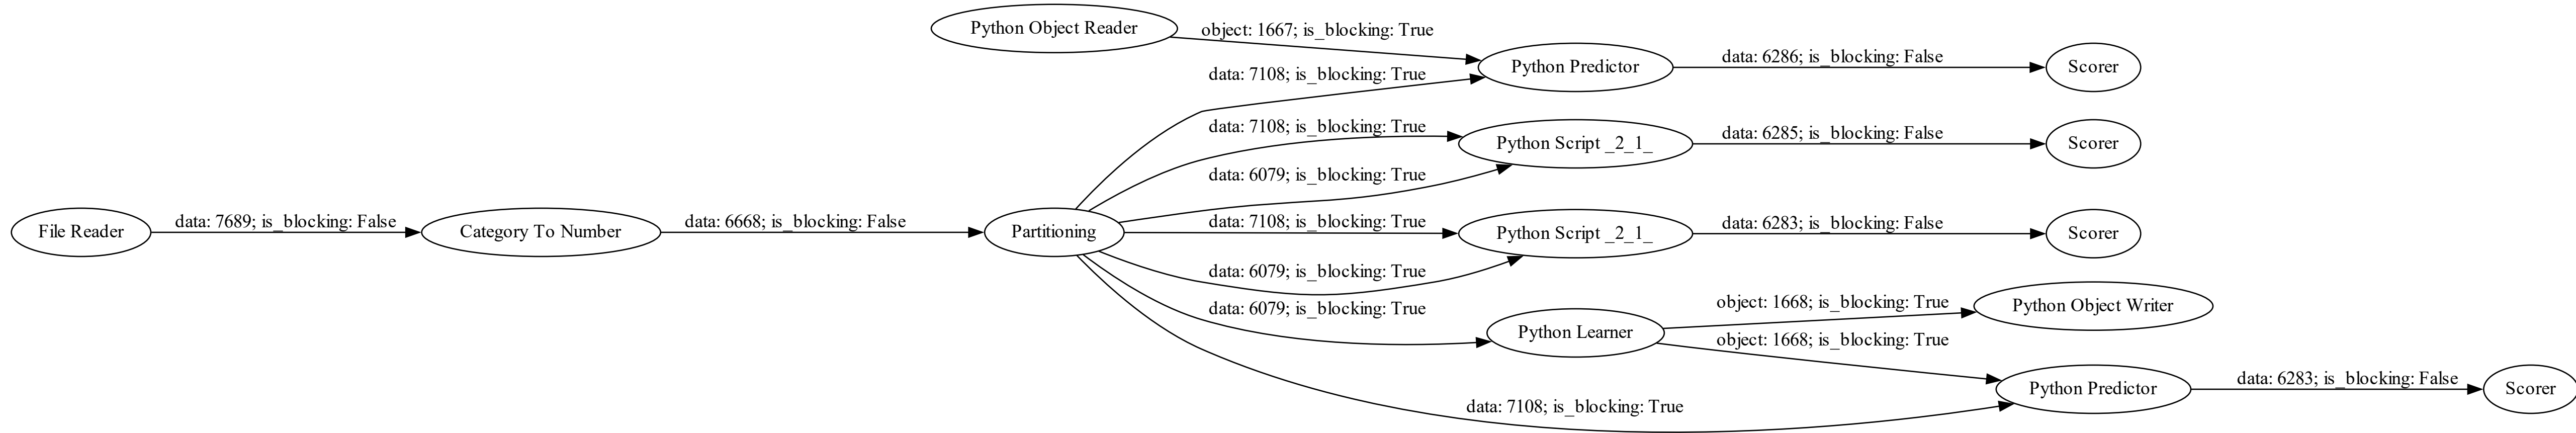 Python Object Reader
object: 1667; is_blocking: True
data: 7108; is_blocking: True
Python Predictor
data: 6286; is_blocking: False
Scorer
data: 7108; is_blocking: True
Python Script _2_1_
data: 6285; is_blocking: False
Scorer
data: 6079; is_blocking: True
File Reader
data: 7689; is_blocking: False
Category To Number
data: 6668; is_blocking: False
Partitioning
data: 7108; is_blocking: True
Python Script _2_1_
data: 6283; is_blocking: False
Scorer
data: 6079; is_blocking: True
data: 6079; is_blocking: True
Python Learner
object: 1668; is_blocking: True
Python Object Writer
object: 1668; is_blocking: True
data: 7108; is_blocking: True
Python Predictor
data: 6283; is_blocking: False
Scorer